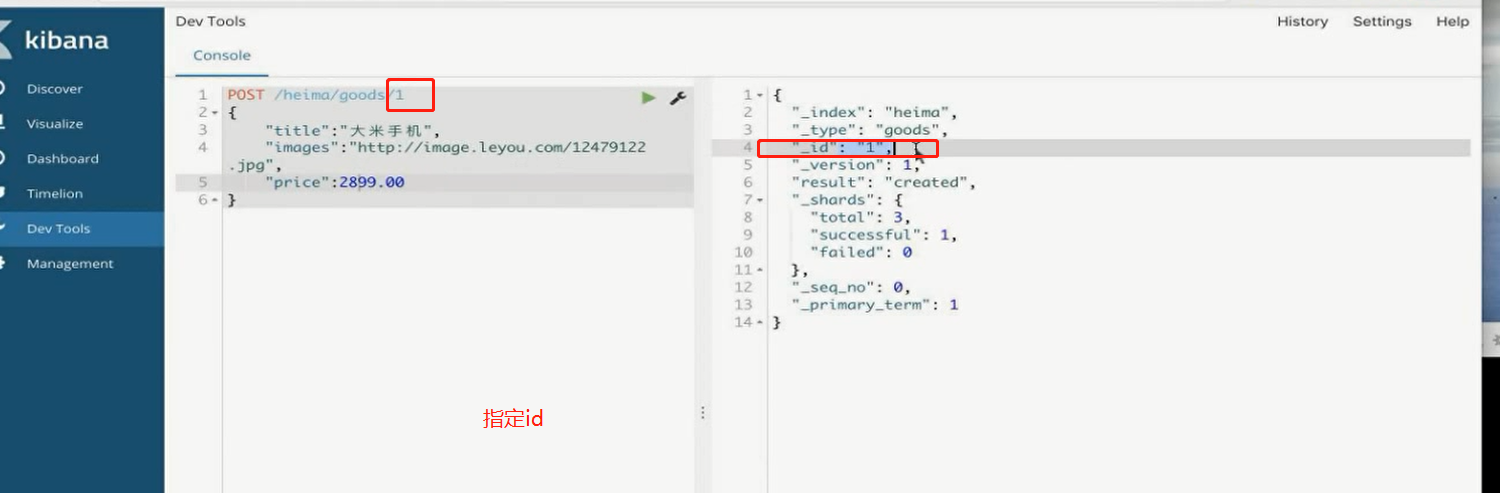 Dev Tools
History Settings Help
kibana
Console
Discover
Visualize
Dashboard
Timelion
Dev Tools
Management
1 POST /heima/goods/1
2 {
3 "title":"大米手机",
4 "images":"http://image.leyou.com/12479122
.jpg",
5 "price":2899.00
6 }
指定id
1 {
2 "_index": "heima",
3 "_type": "goods",
4 "_id": "1",
5 "_version": 1,
6 "result": "created",
7 "_shards": {
8 "total": 3,
9 "successful": 1,
10 "failed": 0
11 },
12 "_seq_no": 0,
13 "_primary_term": 1
14 }